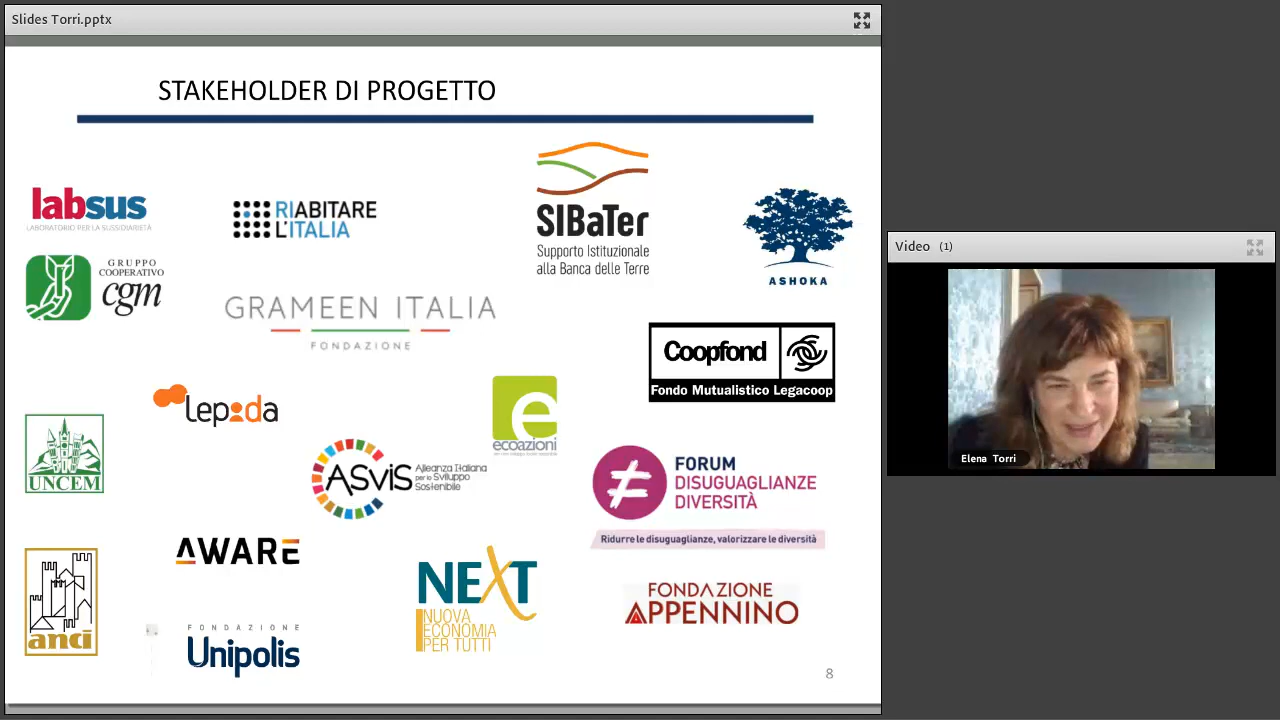 Slides Torri.pptx
STAKEHOLDER DI PROGETTO
labsus
LABORATORIO PER LA SUSSIDIARIETÀ
RIABITARE
L'ITALIA
SIBaTer
Supporto Istituzionale
alla Banca delle Terre
ASHOKA
GRUPPO
COOPERATIVO
cgm
GRAMEEN ITALIA
FONDAZIONE
Coopfond
Fondo Mutualistico Legacoop
lepida
e
ecoazioni
UNCEM
ASviS
Alleanza Italiana
per lo Sviluppo
Sostenibile
FORUM
DISUGUAGLIANZE
DIVERSITÀ
Ridurre le disuguaglianze, valorizzare le diversità
AWARE
anci
NEXT
NUOVA
ECONOMIA
PER TUTTI
FONDAZIONE
APPENNINO
FONDAZIONE
Unipolis
8
Video (1)
Elena Torri